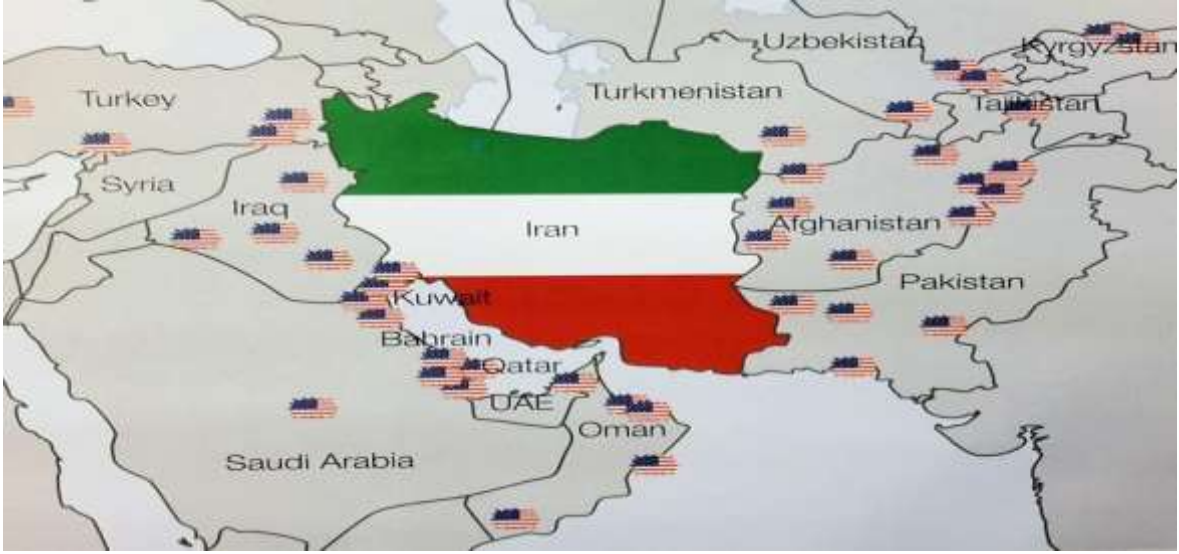 Uzbekistan
Kyrgyzstan
Turkey
Turkmenistan
Tajikistan
Syria
Iraq
Afghanistan
Iran
Pakistan
Kuwait
Bahrain
Qatar
UAE
Oman
Saudi Arabia